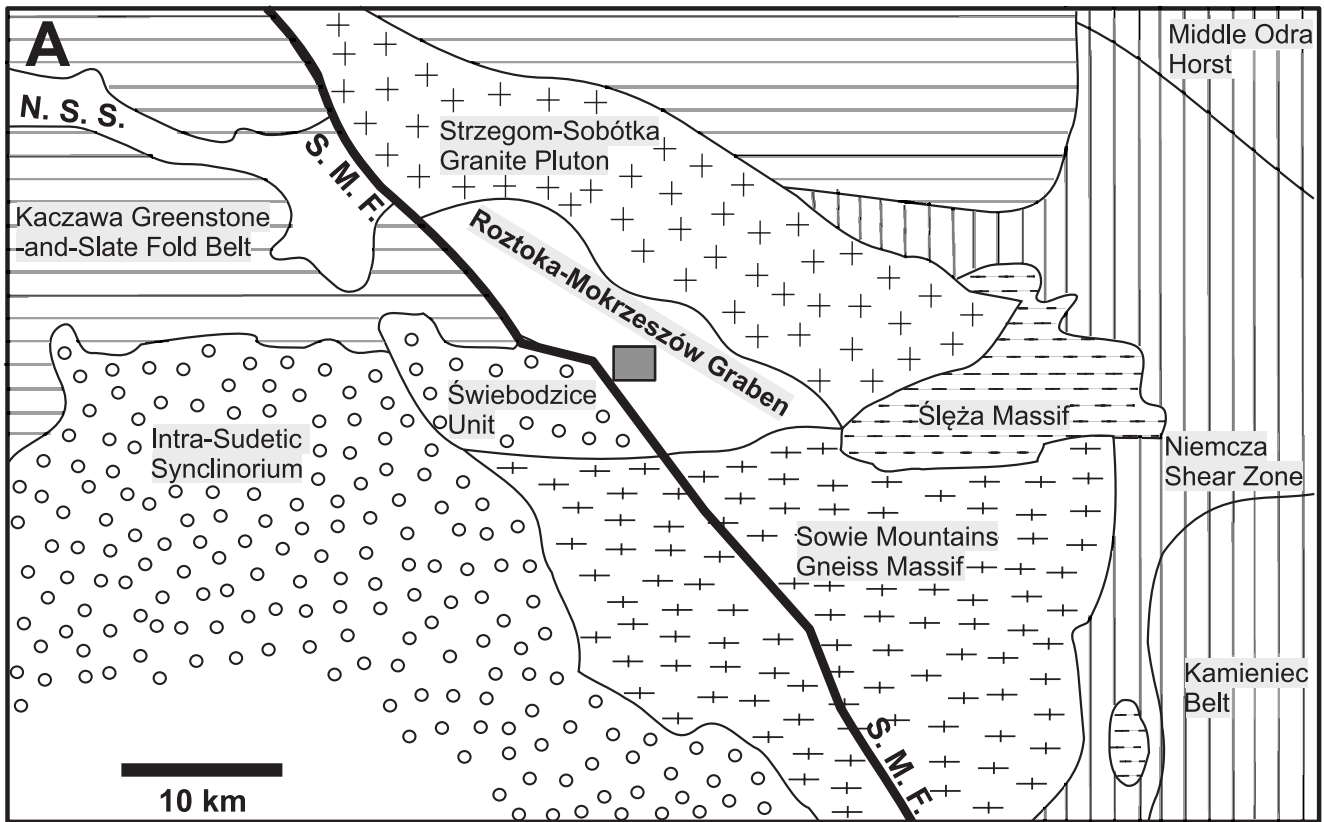 A
Middle Odra
Horst
N. S. S.
S. M. F.
Strzegom-Sobótka
Granite Pluton
Kaczawa Greenstone
-and-Slate Fold Belt
Roztoka-Mokrzeszów Graben
Świebodzice
Unit
Ślęża Massif
Intra-Sudetic
Synclinorium
Niemcza
Shear Zone
Sowie Mountains
Gneiss Massif
Kamieniec
Belt
S. M. F.
10 km